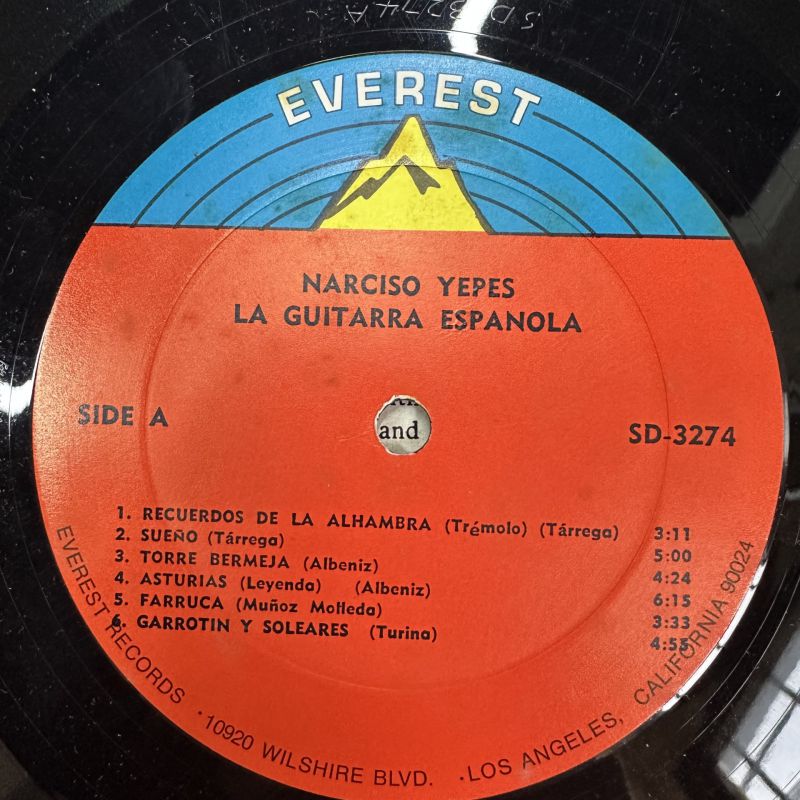 SD 3274 A
EVEREST
NARCISO YEPES
LA GUITARRA ESPANOLA
SIDE A
and
SD-3274
1. RECUERDOS DE LA ALHAMBRA (Trémolo) (Tárrega) 3:11
2. SUEÑO (Tárrega) 5:00
3. TORRE BERMEJA (Albeniz) 4:24
4. ASTURIAS (Leyenda) (Albeniz) 6:15
5. FARRUCA (Muñoz Molleda) 3:33
6. GARROTIN Y SOLEARES (Turina) 4:55
EVEREST RECORDS · 10920 WILSHIRE BLVD. · LOS ANGELES, CALIFORNIA 90024